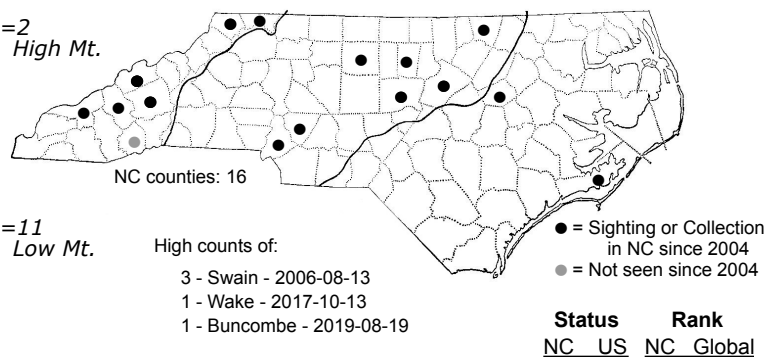 =2
High Mt.
NC counties: 16
=11
Low Mt.
High counts of:
3 - Swain - 2006-08-13
1 - Wake - 2017-10-13
1 - Buncombe - 2019-08-19
● = Sighting or Collection
in NC since 2004
● = Not seen since 2004
Status Rank
NC US NC Global